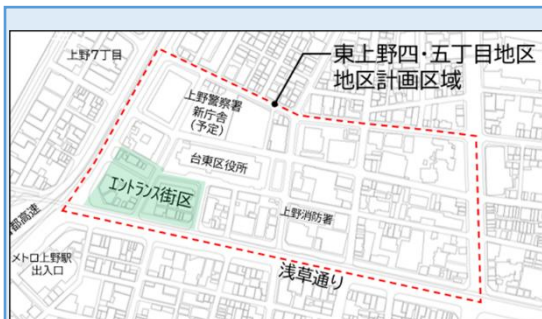 上野7丁目
東上野四・五丁目地区
地区計画区域
上野警察署
新庁舎
(予定)
台東区役所
エントランス街区
上野消防署
都高速
メトロ上野駅
出入口
浅草通り